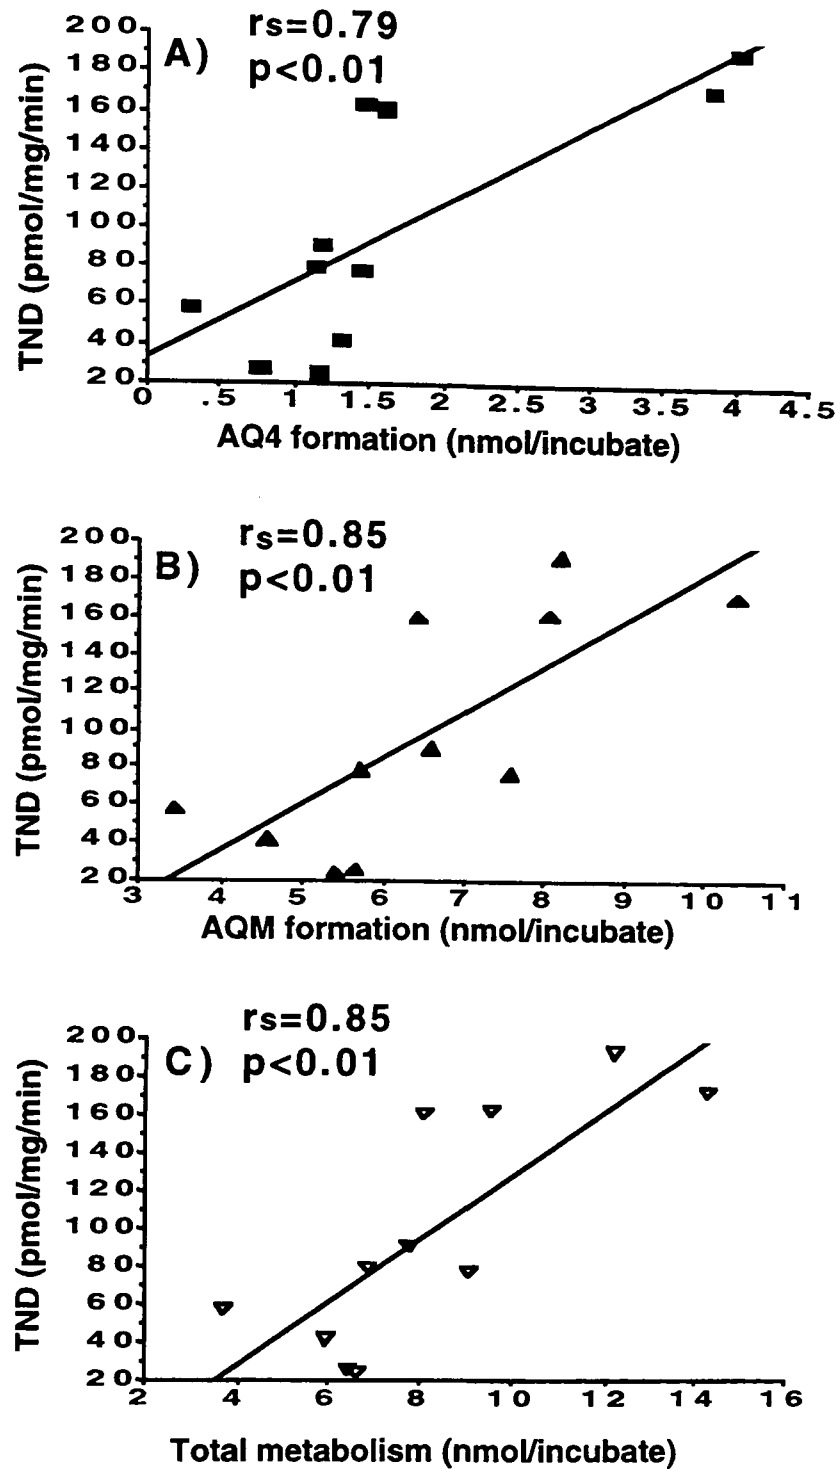 A)
rs=0.79
p<0.01
TND (pmol/mg/min)
200
180
160
140
120
100
80
60
40
20
0 .5 1 1.5 2 2.5 3 3.5 4 4.5
AQ4 formation (nmol/incubate)
B)
rs=0.85
p<0.01
TND (pmol/mg/min)
200
180
160
140
120
100
80
60
40
20
3 4 5 6 7 8 9 10 11
AQM formation (nmol/incubate)
C)
rs=0.85
p<0.01
TND (pmol/mg/min)
200
180
160
140
120
100
80
60
40
20
2 4 6 8 10 12 14 16
Total metabolism (nmol/incubate)